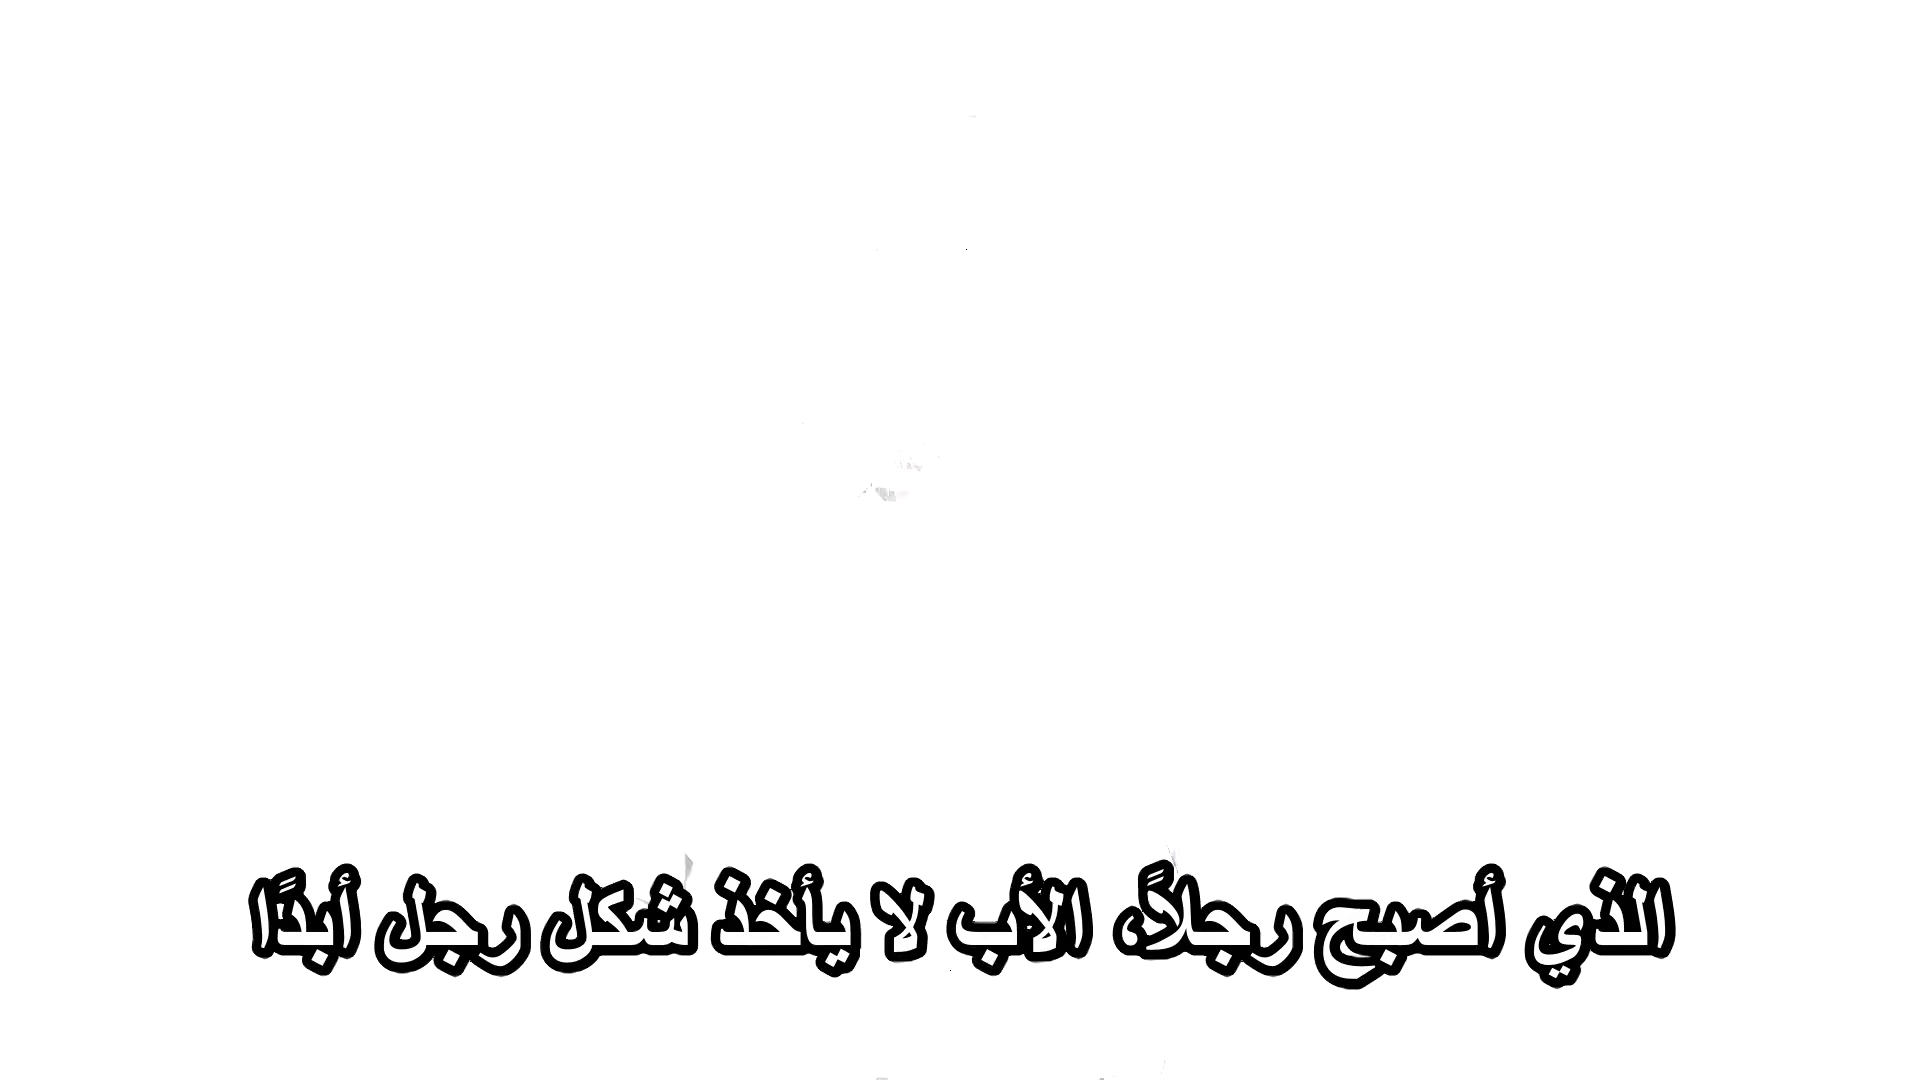 الذي أصبح رجلاً، الأب لا يأخذ شكل رجل أبدًا